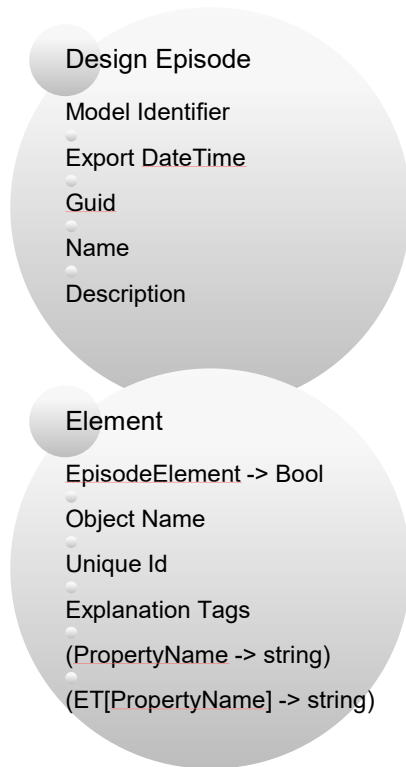 Design Episode
Model Identifier
Export DateTime
Guid
Name
Description
Element
EpisodeElement -> Bool
Object Name
Unique Id
Explanation Tags
(PropertyName -> string)
(ET[PropertyName] -> string)